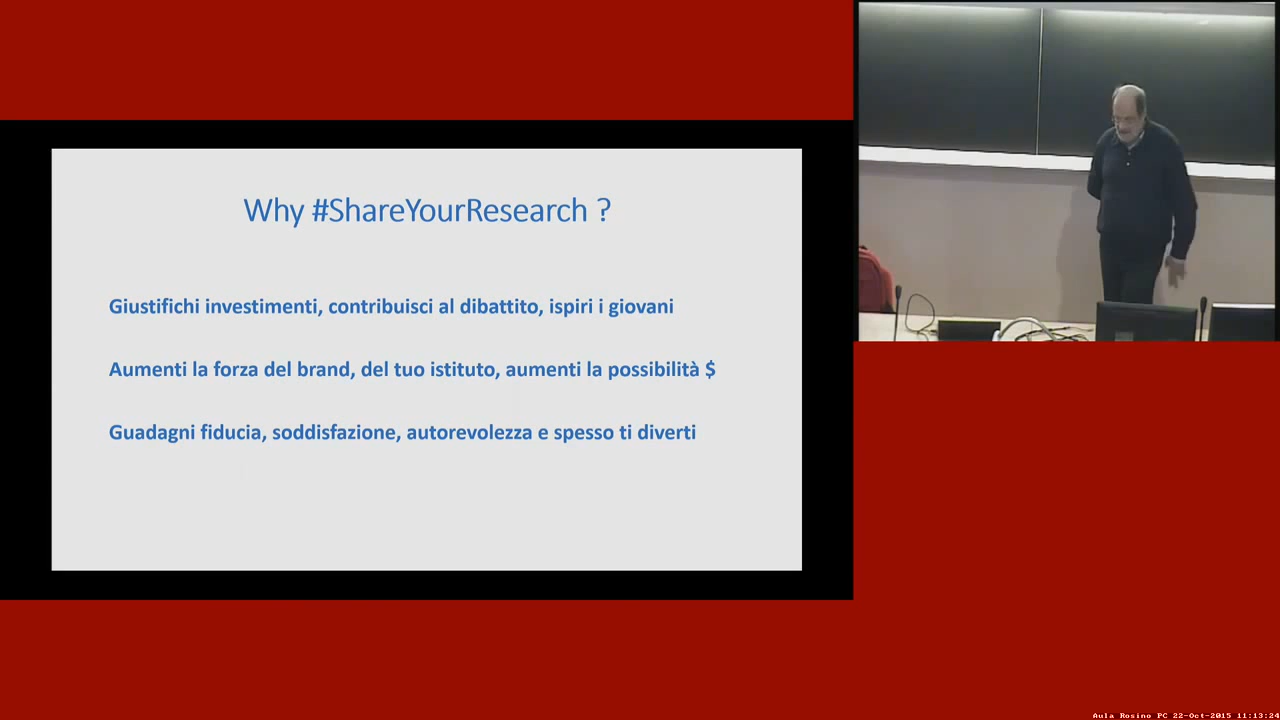 Why #ShareYourResearch ?
Giustifichi investimenti, contribuisci al dibattito, ispiri i giovani
Aumenti la forza del brand, del tuo istituto, aumenti la possibilità $
Guadagni fiducia, soddisfazione, autorevolezza e spesso ti diverti
Aula Rosino PC 22-Oct-2015 11:13:24